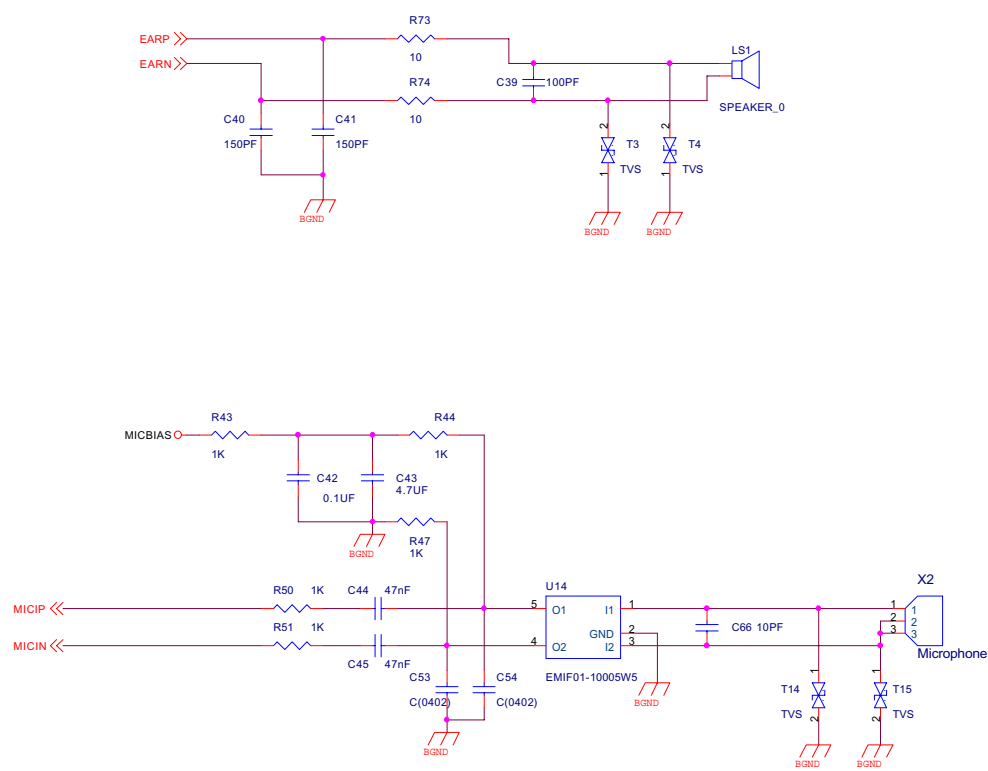 R73
EARP
10
EARN
LS1
R74
C39
100PF
SPEAKER_0
C40
C41
10
150PF
150PF
2
T3
2
T4
1
TVS
1
TVS
BGND
BGND
BGND
R43
R44
MICBIAS
1K
1K
C42
C43
0.1UF
4.7UF
R47
1K
BGND
X2
U14
R50
1K
C44
47nF
MICIP
5
O1
I1
1
1
1
2
2
R51
1K
GND
2
C66
10PF
3
3
MICIN
4
O2
I2
3
Microphone
C45
47nF
C53
C54
EMIF01-10005W5
C(0402)
C(0402)
BGND
1
T14
1
T15
TVS
2
TVS
2
BGND
BGND
BGND